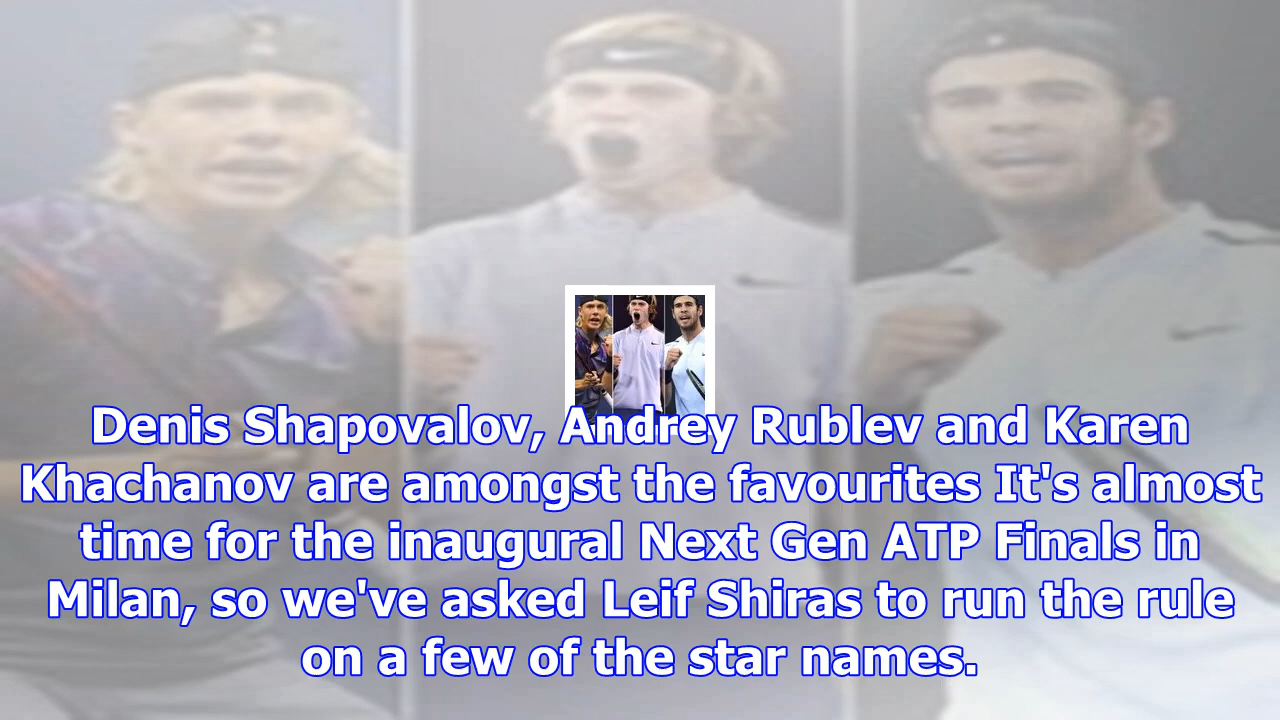 Denis Shapovalov, Andrey Rublev and Karen
Khachanov are amongst the favourites It's almost
time for the inaugural Next Gen ATP Finals in
Milan, so we've asked Leif Shiras to run the rule
on a few of the star names.